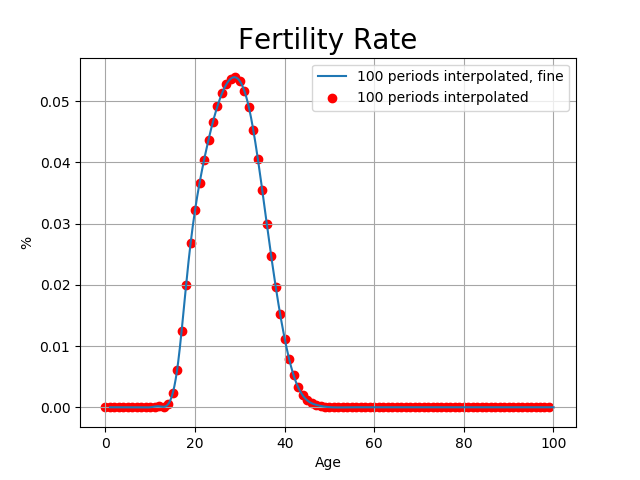 Fertility Rate
100 periods interpolated, fine
100 periods interpolated
0.05
0.04
0.03
0.02
0.01
0.00
%
0 20 40 60 80 100
Age